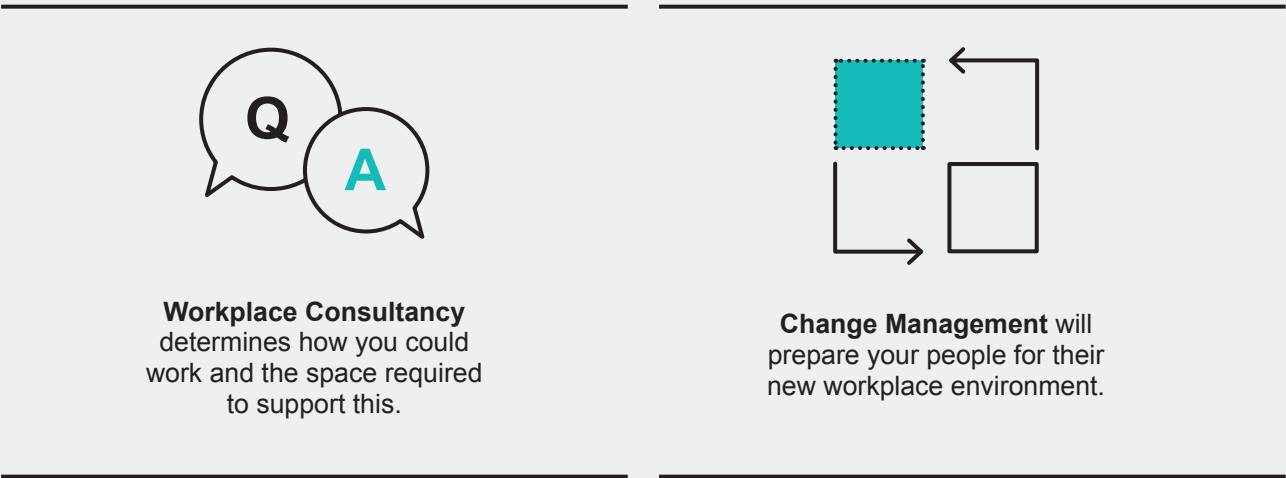 Q
A
Workplace Consultancy
determines how you could
work and the space required
to support this.
Change Management will
prepare your people for their
new workplace environment.